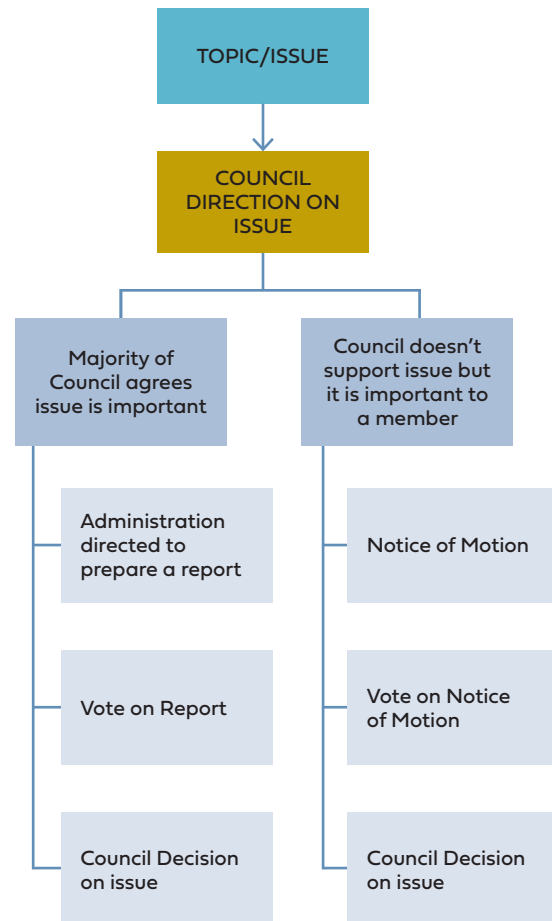 TOPIC/ISSUE
COUNCIL
DIRECTION ON
ISSUE
Majority of
Council agrees
issue is important
Administration
directed to
prepare a report
Vote on Report
Council Decision
on issue
Council doesn't
support issue but
it is important to
a member
Notice of Motion
Vote on Notice
of Motion
Council Decision
on issue